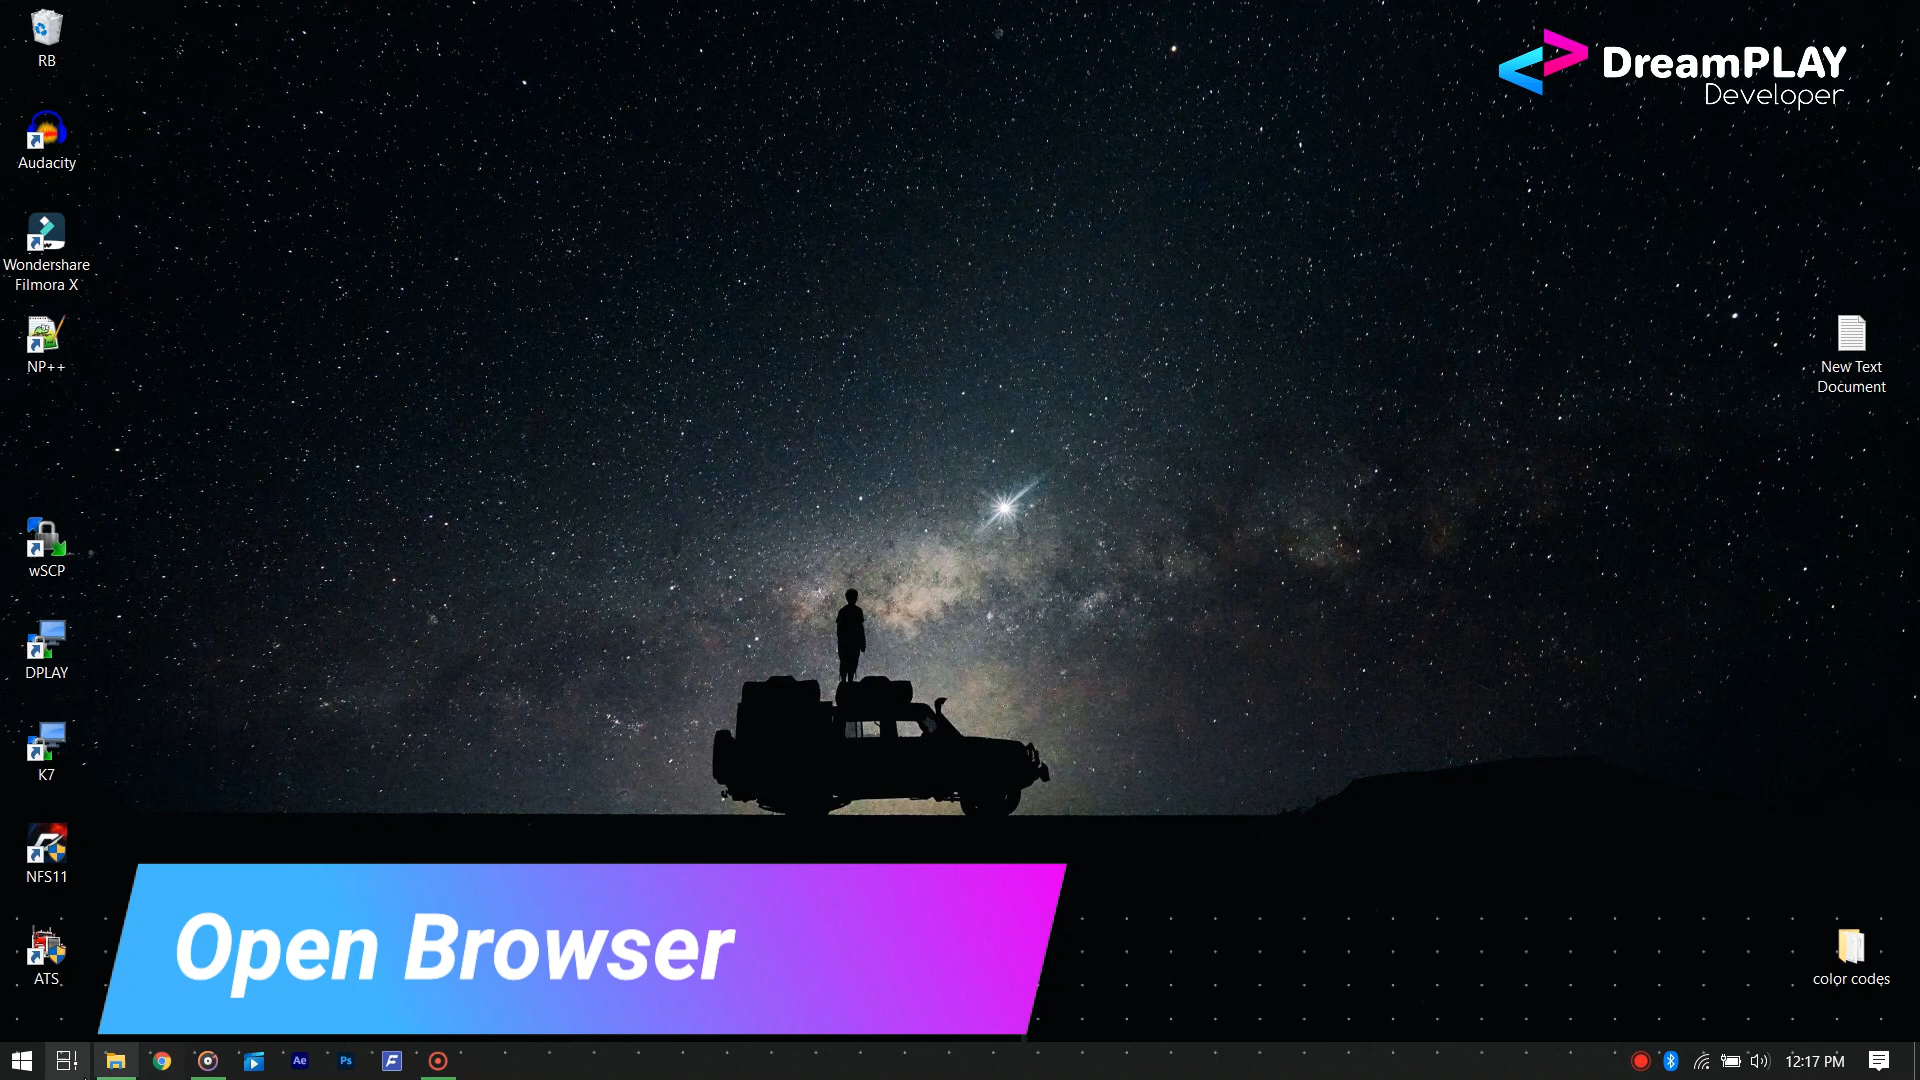 RB
Audacity
Wondershare
Filmora X
NP++
wSCP
DPLAY
K7
NFS11
ATS
DreamPLAY
Developer
New Text
Document
color codes
Open Browser
Ae
Ps
F
12:17 PM